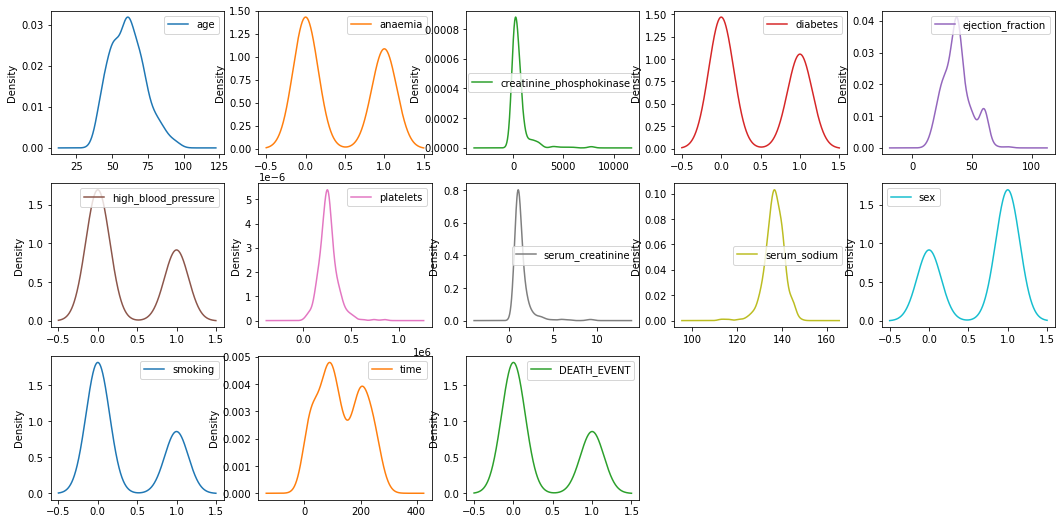 Density
0.03
0.02
0.01
0.00
25 50 75 100 125
age
Density
1.50
1.25
1.00
0.75
0.50
0.25
0.00
−0.5 0.0 0.5 1.0 1.5
anaemia
Density
0.0008
0.0006
0.0004
0.0002
0.0000
0 5000 10000
creatinine_phosphokinase
Density
1.50
1.25
1.00
0.75
0.50
0.25
0.00
−0.5 0.0 0.5 1.0 1.5
diabetes
Density
0.04
0.03
0.02
0.01
0.00
0 50 100
ejection_fraction
Density
1.5
1.0
0.5
0.0
−0.5 0.0 0.5 1.0 1.5
high_blood_pressure
1e−6
Density
5
4
3
2
1
0
0.0 0.5 1.0
1e6
platelets
Density
0.8
0.6
0.4
0.2
0.0
0 5 10
serum_creatinine
Density
0.10
0.08
0.06
0.04
0.02
0.00
100 120 140 160
serum_sodium
Density
1.5
1.0
0.5
0.0
−0.5 0.0 0.5 1.0 1.5
sex
Density
1.5
1.0
0.5
0.0
−0.5 0.0 0.5 1.0 1.5
smoking
Density
0.005
0.004
0.003
0.002
0.001
0.000
0 200 400
time
Density
1.5
1.0
0.5
0.0
−0.5 0.0 0.5 1.0 1.5
DEATH_EVENT